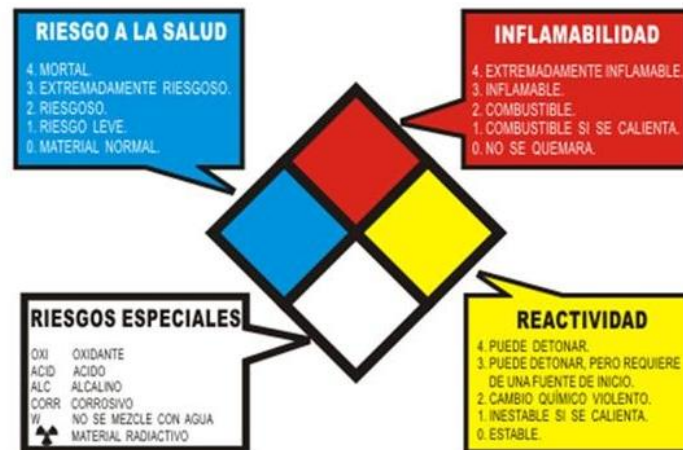 RIESGO A LA SALUD
4. MORTAL.
3. EXTREMADAMENTE RIESGOSO.
2. RIESGOSO.
1. RIESGO LEVE.
0. MATERIAL NORMAL.
INFLAMABILIDAD
4. EXTREMADAMENTE INFLAMABLE.
3. INFLAMABLE.
2. COMBUSTIBLE.
1. COMBUSTIBLE SI SE CALIENTA.
0. NO SE QUEMARA.
RIESGOS ESPECIALES
OXI OXIDANTE
ACID ACIDO
ALC ALCALINO
CORR CORROSIVO
W NO SE MEZCLE CON AGUA
MATERIAL RADIACTIVO
REACTIVIDAD
4. PUEDE DETONAR.
3. PUEDE DETONAR, PERO REQUIERE
DE UNA FUENTE DE INICIO.
2. CAMBIO QUÍMICO VIOLENTO.
1. INESTABLE SI SE CALIENTA.
0. ESTABLE.